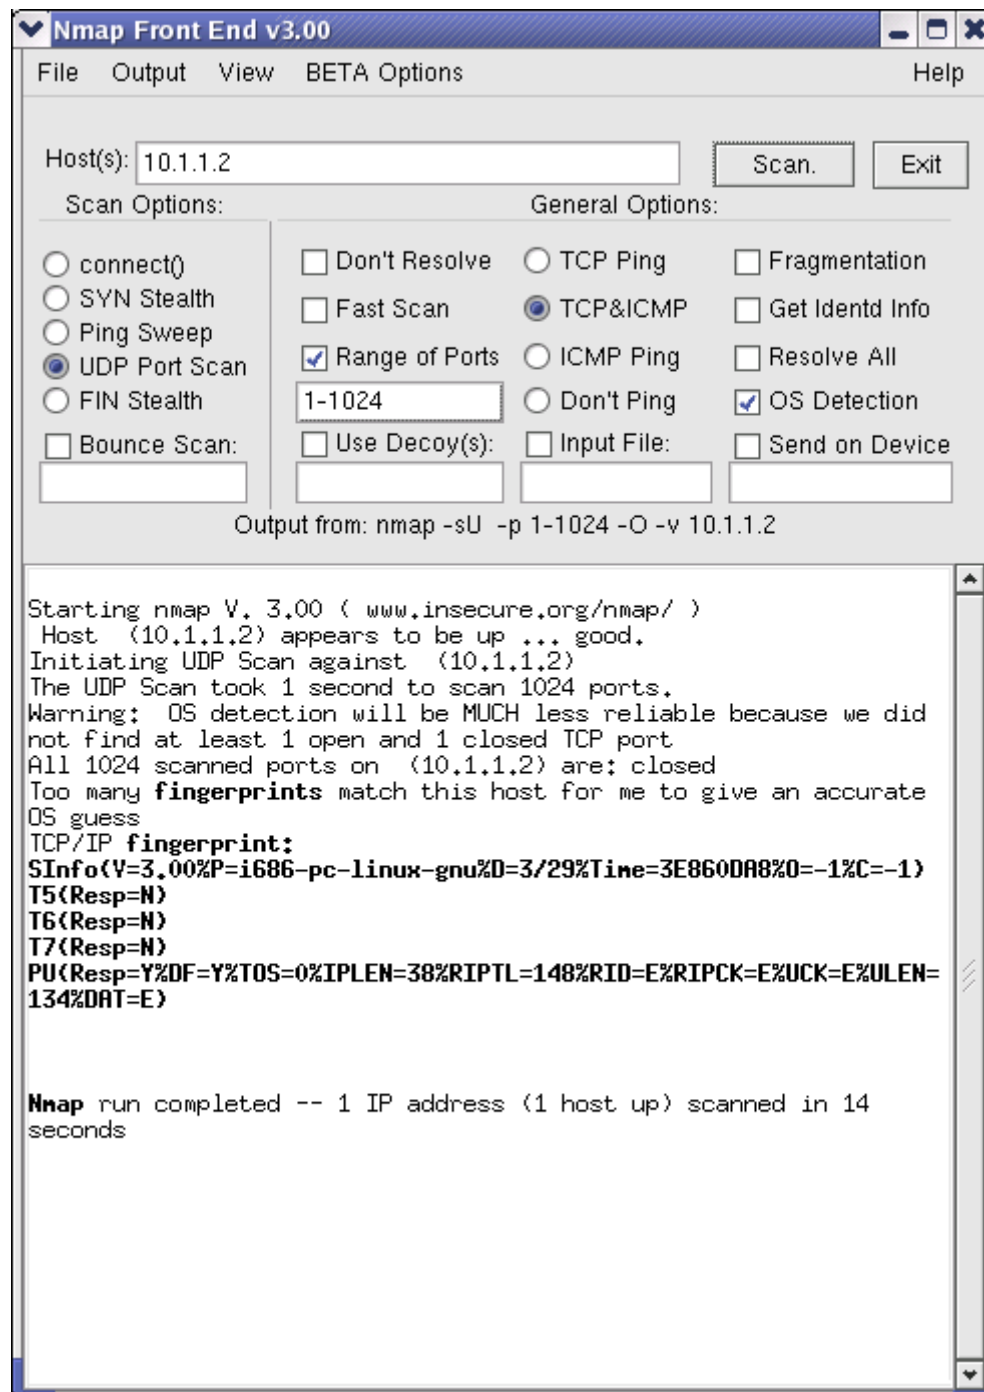 Nmap Front End v3.00
File Output View BETA Options Help
Host(s): 10.1.1.2 Scan. Exit
Scan Options: General Options:
connect() Don't Resolve TCP Ping Fragmentation
SYN Stealth Fast Scan TCP&ICMP Get Identd Info
Ping Sweep Range of Ports ICMP Ping Resolve All
UDP Port Scan 1-1024 Don't Ping OS Detection
FIN Stealth
Bounce Scan: Use Decoy(s): Input File: Send on Device
Output from: nmap -sU -p 1-1024 -O -v 10.1.1.2
Starting nmap V. 3.00 ( www.insecure.org/nmap/ )
Host (10.1.1.2) appears to be up ... good.
Initiating UDP Scan against (10.1.1.2)
The UDP Scan took 1 second to scan 1024 ports.
Warning: OS detection will be MUCH less reliable because we did
not find at least 1 open and 1 closed TCP port
All 1024 scanned ports on (10.1.1.2) are: closed
Too many fingerprints match this host for me to give an accurate
OS guess
TCP/IP fingerprint:
SInfo(V=3.00%P=i686-pc-linux-gnu%D=3/29%Time=3E860DA8%O=-1%C=-1)
T5(Resp=N)
T6(Resp=N)
T7(Resp=N)
PU(Resp=Y%DF=Y%TOS=0%IPLEN=38%RIPTL=148%RID=E%RIPCK=E%UCK=E%ULEN=
134%DAT=E)
Nmap run completed -- 1 IP address (1 host up) scanned in 14
seconds